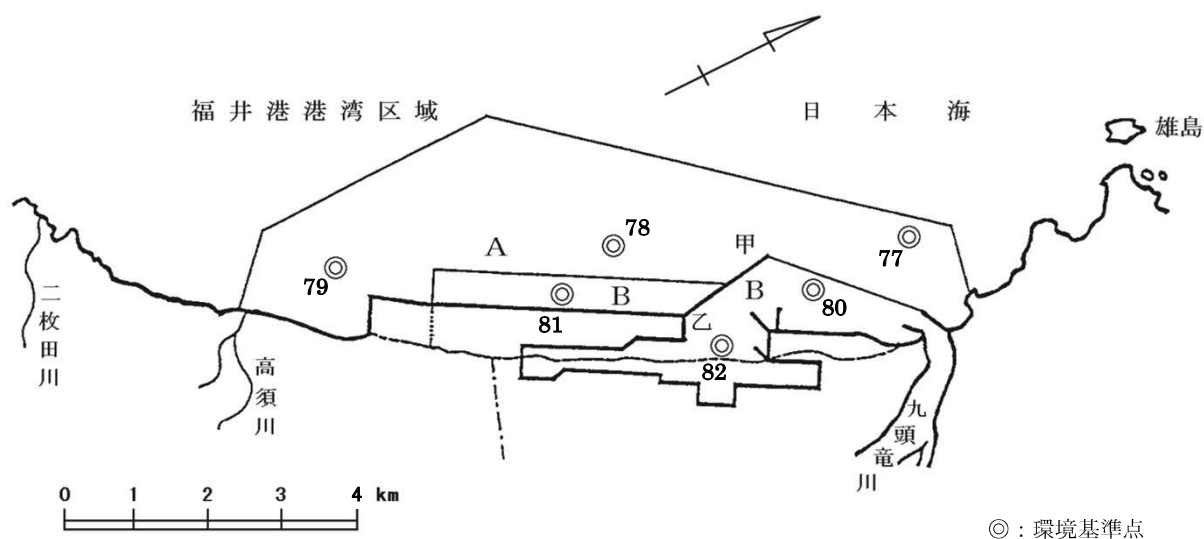 福井港港湾区域
日本海
雄島
78
77
A
甲
79
B
B
80
81
乙
82
二枚田川
高須川
九頭竜川
0 1 2 3 4 km
◎：環境基準点